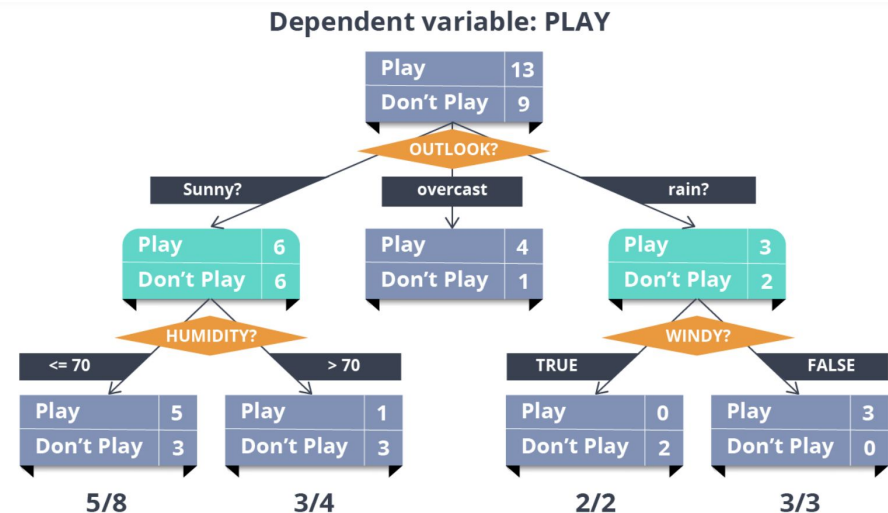 Dependent variable: PLAY
Play 13
Don't Play 9
OUTLOOK?
Sunny? overcast rain?
Play 6 Play 4 Play 3
Don't Play 6 Don't Play 1 Don't Play 2
HUMIDITY? WINDY?
<= 70 > 70 TRUE FALSE
Play 5 Play 1 Play 0 Play 3
Don't Play 3 Don't Play 3 Don't Play 2 Don't Play 0
5/8 3/4 2/2 3/3